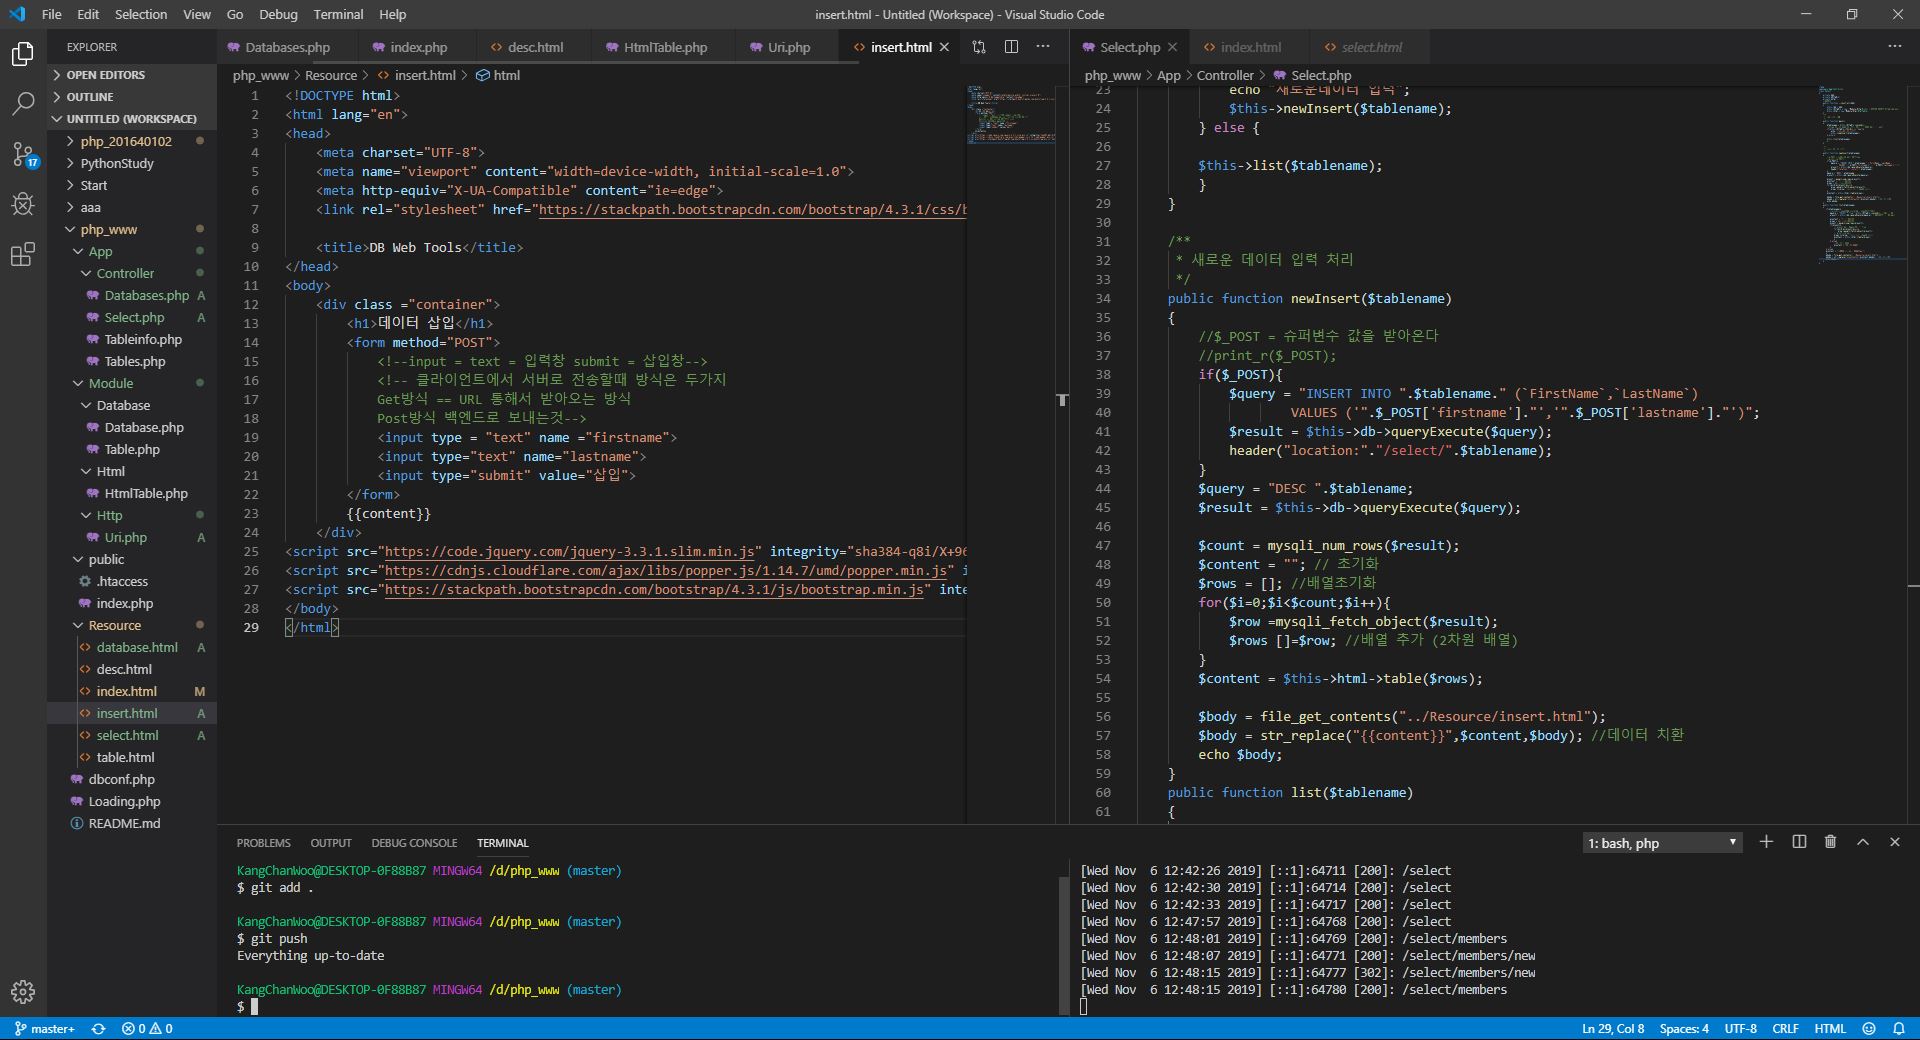 File Edit Selection View Go Debug Terminal Help
insert.html - Untitled (Workspace) - Visual Studio Code
EXPLORER
OPEN EDITORS
OUTLINE
UNTITLED (WORKSPACE)
php_201640102
PythonStudy
Start
aaa
php_www
App
Controller
Databases.php A
Select.php A
Tableinfo.php
Tables.php
Module
Database
Database.php
Table.php
Html
HtmlTable.php
Http
Uri.php A
public
.htaccess
index.php
Resource
database.html A
desc.html
index.html M
insert.html A
select.html A
table.html
dbconf.php
Loading.php
README.md
17
Databases.php index.php desc.html HtmlTable.php Uri.php insert.html
php_www > Resource > insert.html > html
1 <!DOCTYPE html>
2 <html lang="en">
3 <head>
4 <meta charset="UTF-8">
5 <meta name="viewport" content="width=device-width, initial-scale=1.0">
6 <meta http-equiv="X-UA-Compatible" content="ie=edge">
7 <link rel="stylesheet" href="https://stackpath.bootstrapcdn.com/bootstrap/4.3.1/css/b
8
9 <title>DB Web Tools</title>
10 </head>
11 <body>
12 <div class ="container">
13 <h1>데이터 삽입</h1>
14 <form method="POST">
15 <!--input = text = 입력창 submit = 삽입창-->
16 <!-- 클라이언트에서 서버로 전송할때 방식은 두가지
17 Get방식 == URL 통해서 받아오는 방식
18 Post방식 백엔드로 보내는것-->
19 <input type = "text" name ="firstname">
20 <input type="text" name="lastname">
21 <input type="submit" value="삽입">
22 </form>
23 {{content}}
24 </div>
25 <script src="https://code.jquery.com/jquery-3.3.1.slim.min.js" integrity="sha384-q8i/X+96
26 <script src="https://cdnjs.cloudflare.com/ajax/libs/popper.js/1.14.7/umd/popper.min.js" i
27 <script src="https://stackpath.bootstrapcdn.com/bootstrap/4.3.1/js/bootstrap.min.js" inte
28 </body>
29 </html>
Select.php index.html select.html
php_www > App > Controller > Select.php
23 echo "새로운데이터 입력";
24 $this->newInsert($tablename);
25 } else {
26
27 $this->list($tablename);
28 }
29 }
30
31 /**
32 * 새로운 데이터 입력 처리
33 */
34 public function newInsert($tablename)
35 {
36 //$_POST = 슈퍼변수 값을 받아온다
37 //print_r($_POST);
38 if($_POST){
39 $query = "INSERT INTO ".$tablename." (`FirstName`,`LastName`)
40 VALUES ('".$_POST['firstname']."','".$_POST['lastname']."')";
41 $result = $this->db->queryExecute($query);
42 header("location:"."/select/".$tablename);
43 }
44 $query = "DESC ".$tablename;
45 $result = $this->db->queryExecute($query);
46
47 $count = mysqli_num_rows($result);
48 $content = ""; // 초기화
49 $rows = []; //배열초기화
50 for($i=0;$i<$count;$i++){
51 $row =mysqli_fetch_object($result);
52 $rows []=$row; //배열 추가 (2차원 배열)
53 }
54 $content = $this->html->table($rows);
55
56 $body = file_get_contents("../Resource/insert.html");
57 $body = str_replace("{{content}}",$content,$body); //데이터 치환
58 echo $body;
59 }
60 public function list($tablename)
61 {
PROBLEMS OUTPUT DEBUG CONSOLE TERMINAL
1: bash, php
KangChanWoo@DESKTOP-0F88B87 MINGW64 /d/php_www (master)
$ git add .
KangChanWoo@DESKTOP-0F88B87 MINGW64 /d/php_www (master)
$ git push
Everything up-to-date
KangChanWoo@DESKTOP-0F88B87 MINGW64 /d/php_www (master)
$
[Wed Nov  6 12:42:26 2019] [::1]:64711 [200]: /select
[Wed Nov  6 12:42:30 2019] [::1]:64714 [200]: /select
[Wed Nov  6 12:42:33 2019] [::1]:64717 [200]: /select
[Wed Nov  6 12:47:57 2019] [::1]:64768 [200]: /select
[Wed Nov  6 12:48:01 2019] [::1]:64769 [200]: /select/members
[Wed Nov  6 12:48:07 2019] [::1]:64771 [200]: /select/members/new
[Wed Nov  6 12:48:15 2019] [::1]:64777 [302]: /select/members/new
[Wed Nov  6 12:48:15 2019] [::1]:64780 [200]: /select/members
master+ 0 0
Ln 29, Col 8 Spaces: 4 UTF-8 CRLF HTML